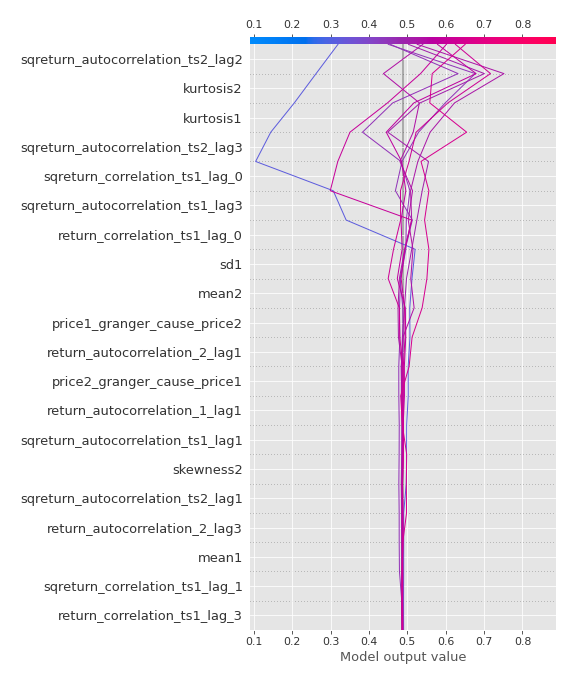 0.1 0.2 0.3 0.4 0.5 0.6 0.7 0.8
sqreturn_autocorrelation_ts2_lag2
kurtosis2
kurtosis1
sqreturn_autocorrelation_ts2_lag3
sqreturn_correlation_ts1_lag_0
sqreturn_autocorrelation_ts1_lag3
return_correlation_ts1_lag_0
sd1
mean2
price1_granger_cause_price2
return_autocorrelation_2_lag1
price2_granger_cause_price1
return_autocorrelation_1_lag1
sqreturn_autocorrelation_ts1_lag1
skewness2
sqreturn_autocorrelation_ts2_lag1
return_autocorrelation_2_lag3
mean1
sqreturn_correlation_ts1_lag_1
return_correlation_ts1_lag_3
0.1 0.2 0.3 0.4 0.5 0.6 0.7 0.8
Model output value